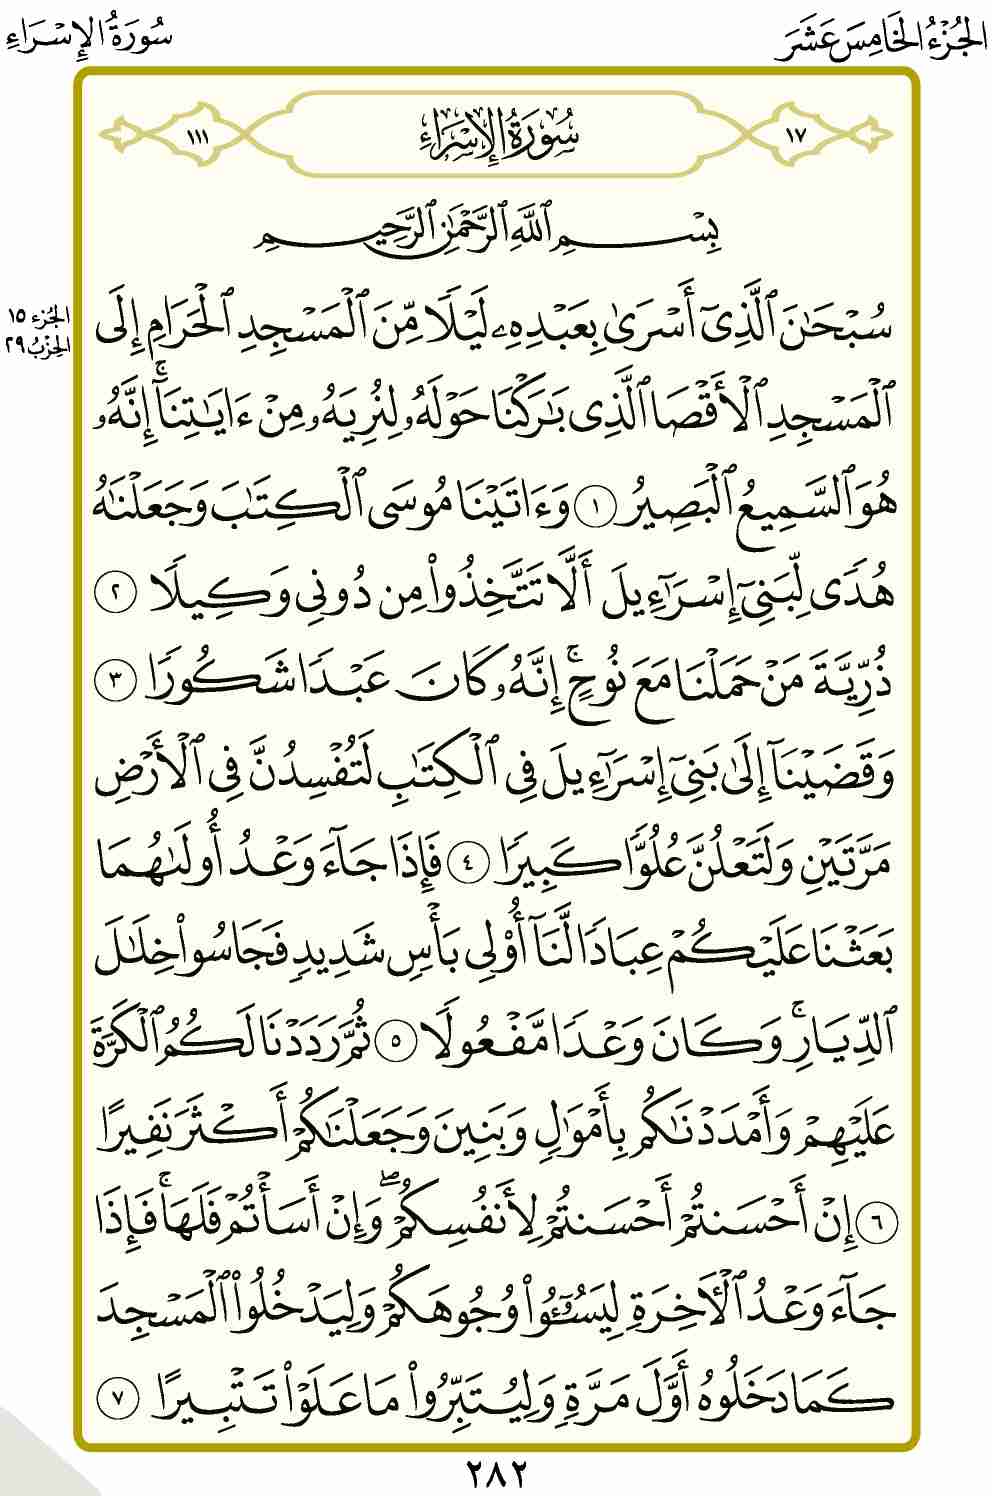 الجُزْءُ الخَامِسَ عَشَرَ
سُورَةُ الإِسْرَاءِ
١٧
سُورَةُ الإِسْرَاءِ
١١١
بِسْمِ ٱللَّهِ ٱلرَّحْمَٰنِ ٱلرَّحِيمِ
سُبْحَٰنَ ٱلَّذِىٓ أَسْرَىٰ بِعَبْدِهِۦ لَيْلًا مِّنَ ٱلْمَسْجِدِ ٱلْحَرَامِ إِلَى
الجُزء ١٥
الحِزْبُ ٢٩
ٱلْمَسْجِدِ ٱلْأَقْصَا ٱلَّذِى بَٰرَكْنَا حَوْلَهُۥ لِنُرِيَهُۥ مِنْ ءَايَٰتِنَآ ۚ إِنَّهُۥ
هُوَ ٱلسَّمِيعُ ٱلْبَصِيرُ ١ وَءَاتَيْنَا مُوسَى ٱلْكِتَٰبَ وَجَعَلْنَٰهُ
هُدًى لِّبَنِىٓ إِسْرَٰٓءِيلَ أَلَّا تَتَّخِذُوا۟ مِن دُونِى وَكِيلًا ٢
ذُرِّيَّةَ مَنْ حَمَلْنَا مَعَ نُوحٍ ۚ إِنَّهُۥ كَانَ عَبْدًا شَكُورًا ٣
وَقَضَيْنَآ إِلَىٰ بَنِىٓ إِسْرَٰٓءِيلَ فِى ٱلْكِتَٰبِ لَتُفْسِدُنَّ فِى ٱلْأَرْضِ
مَرَّتَيْنِ وَلَتَعْلُنَّ عُلُوًّا كَبِيرًا ٤ فَإِذَا جَآءَ وَعْدُ أُولَىٰهُمَا
بَعَثْنَا عَلَيْكُمْ عِبَادًا لَّنَآ أُو۟لِى بَأْسٍ شَدِيدٍ فَجَاسُوا۟ خِلَٰلَ
ٱلدِّيَارِ ۚ وَكَانَ وَعْدًا مَّفْعُولًا ٥ ثُمَّ رَدَدْنَا لَكُمُ ٱلْكَرَّةَ
عَلَيْهِمْ وَأَمْدَدْنَٰكُم بِأَمْوَٰلٍ وَبَنِينَ وَجَعَلْنَٰكُمْ أَكْثَرَ نَفِيرًا
٦ إِنْ أَحْسَنتُمْ أَحْسَنتُمْ لِأَنفُسِكُمْ ۖ وَإِنْ أَسَأْتُمْ فَلَهَا ۚ فَإِذَا
جَآءَ وَعْدُ ٱلْءَاخِرَةِ لِيَسُۥٓـُٔوا۟ وُجُوهَكُمْ وَلِيَدْخُلُوا۟ ٱلْمَسْجِدَ
كَمَا دَخَلُوهُ أَوَّلَ مَرَّةٍ وَلِيُتَبِّرُوا۟ مَا عَلَوْا۟ تَتْبِيرًا ٧
٢٨٢